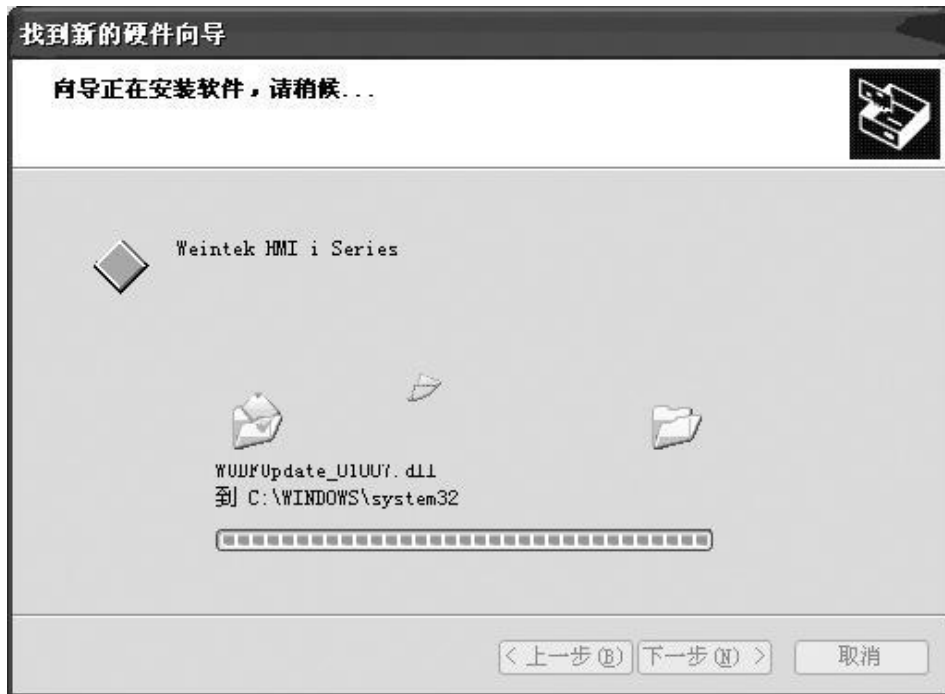 找到新的硬件向导
向导正在安装软件，请稍候...
Weintek HMI i Series
WUDFUpdate_01007.dll
到 C:\WINDOWS\system32
< 上一步(B)
下一步(N) >
取消